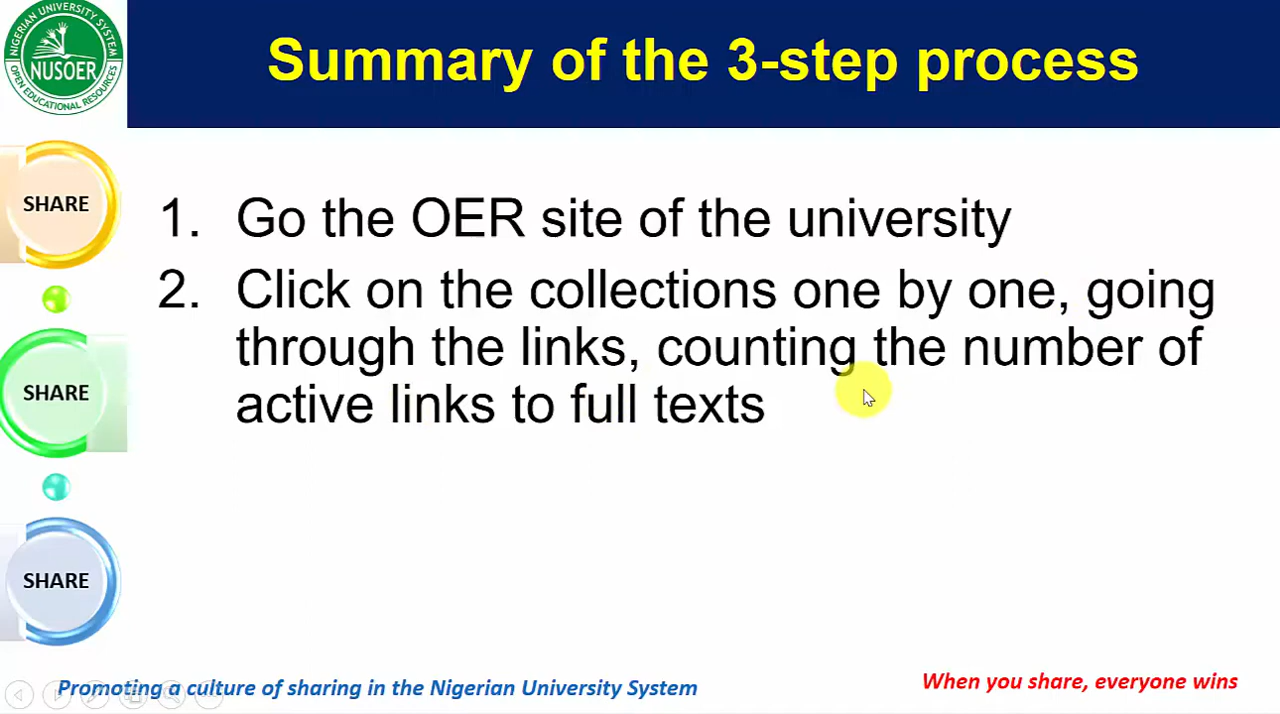 NIGERIAN UNIVERSITY SYSTEM
NUSOER
OPEN EDUCATIONAL RESOURCES
Summary of the 3-step process
SHARE
SHARE
SHARE
1. Go the OER site of the university
2. Click on the collections one by one, going
through the links, counting the number of
active links to full texts
Promoting a culture of sharing in the Nigerian University System
When you share, everyone wins